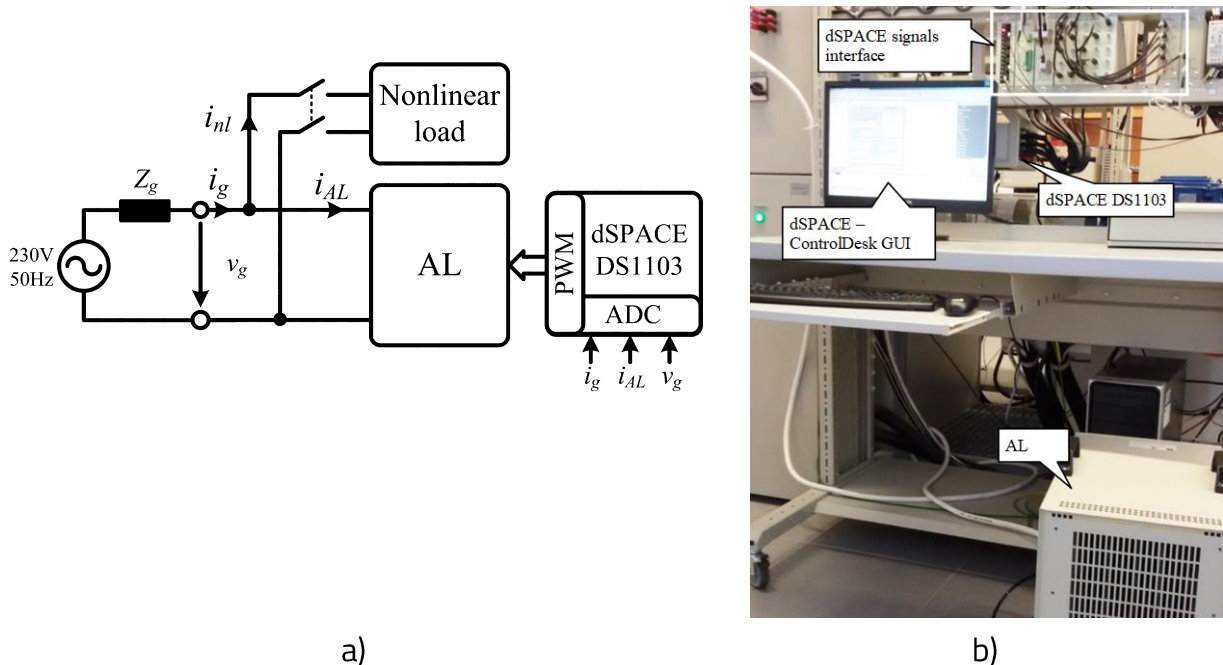 Nonlinear
load
i_nl
Z_g
i_g
i_AL
230V
50Hz
v_g
AL
PWM
dSPACE
DS1103
ADC
i_g
i_AL
v_g
a)
dSPACE signals
interface
dSPACE DS1103
dSPACE –
ControlDesk GUI
AL
b)